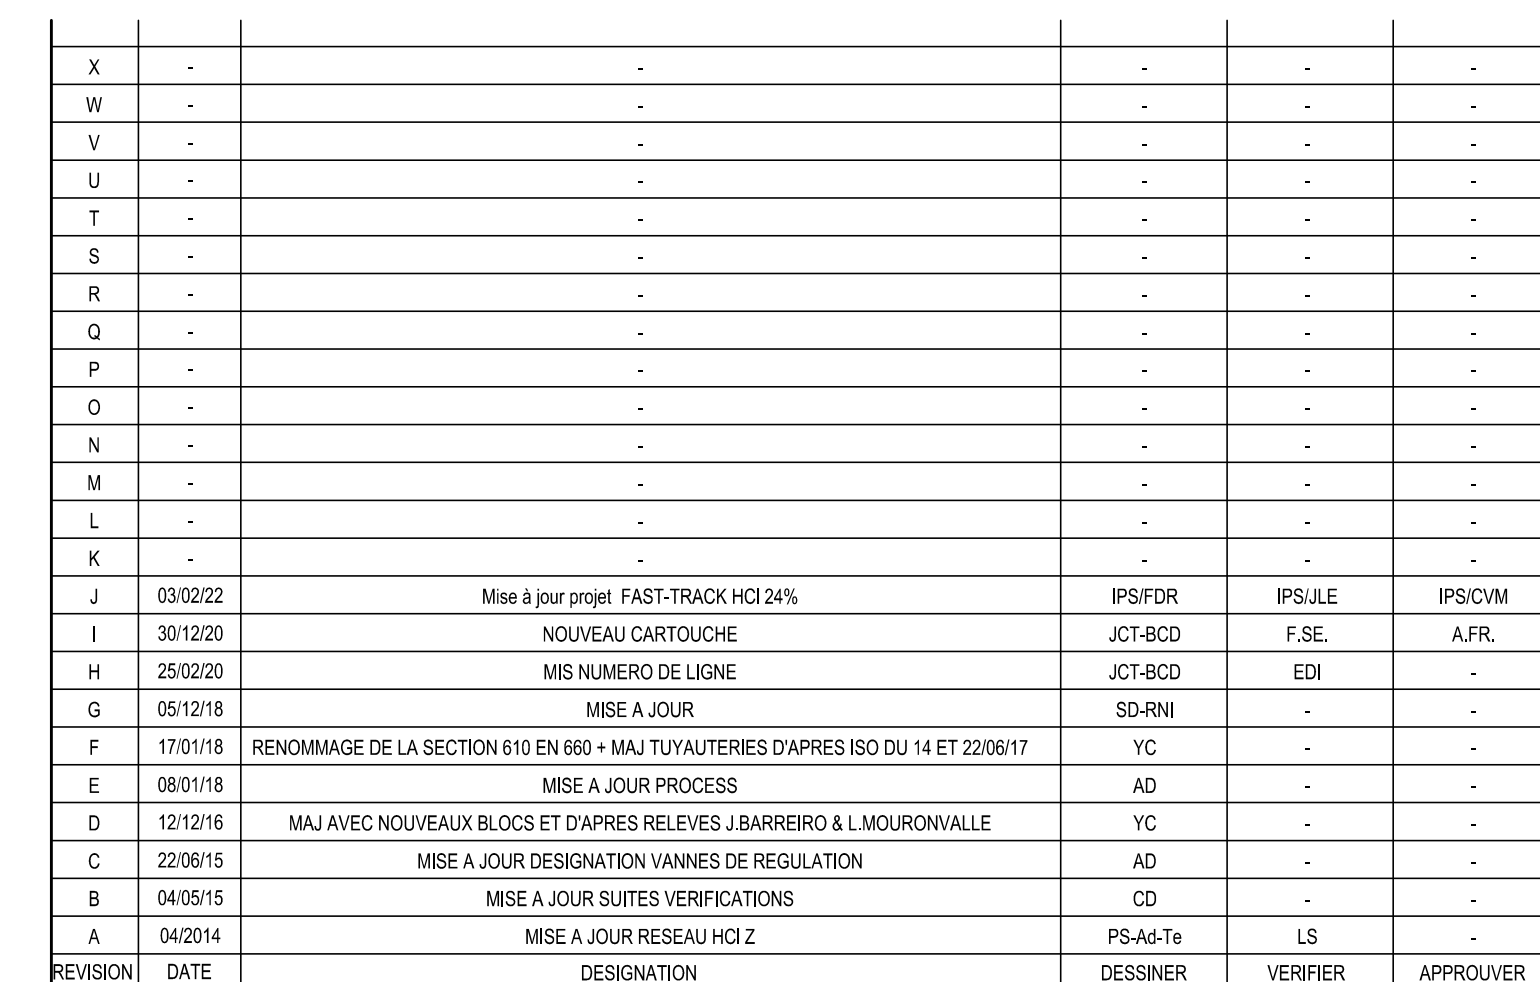 X - - - - -
W - - - - -
V - - - - -
U - - - - -
T - - - - -
S - - - - -
R - - - - -
Q - - - - -
P - - - - -
O - - - - -
N - - - - -
M - - - - -
L - - - - -
K - - - - -
J 03/02/22 Mise à jour projet FAST-TRACK HCl 24% IPS/FDR IPS/JLE IPS/CVM
I 30/12/20 NOUVEAU CARTOUCHE JCT-BCD F.SE. A.FR.
H 25/02/20 MIS NUMERO DE LIGNE JCT-BCD EDI -
G 05/12/18 MISE A JOUR SD-RNI - -
F 17/01/18 RENOMMAGE DE LA SECTION 610 EN 660 + MAJ TUYAUTERIES D'APRES ISO DU 14 ET 22/06/17 YC - -
E 08/01/18 MISE A JOUR PROCESS AD - -
D 12/12/16 MAJ AVEC NOUVEAUX BLOCS ET D'APRES RELEVES J.BARREIRO & L.MOURONVALLE YC - -
C 22/06/15 MISE A JOUR DESIGNATION VANNES DE REGULATION AD - -
B 04/05/15 MISE A JOUR SUITES VERIFICATIONS CD - -
A 04/2014 MISE A JOUR RESEAU HCl Z PS-Ad-Te LS -
REVISION DATE DESIGNATION DESSINER VERIFIER APPROUVER